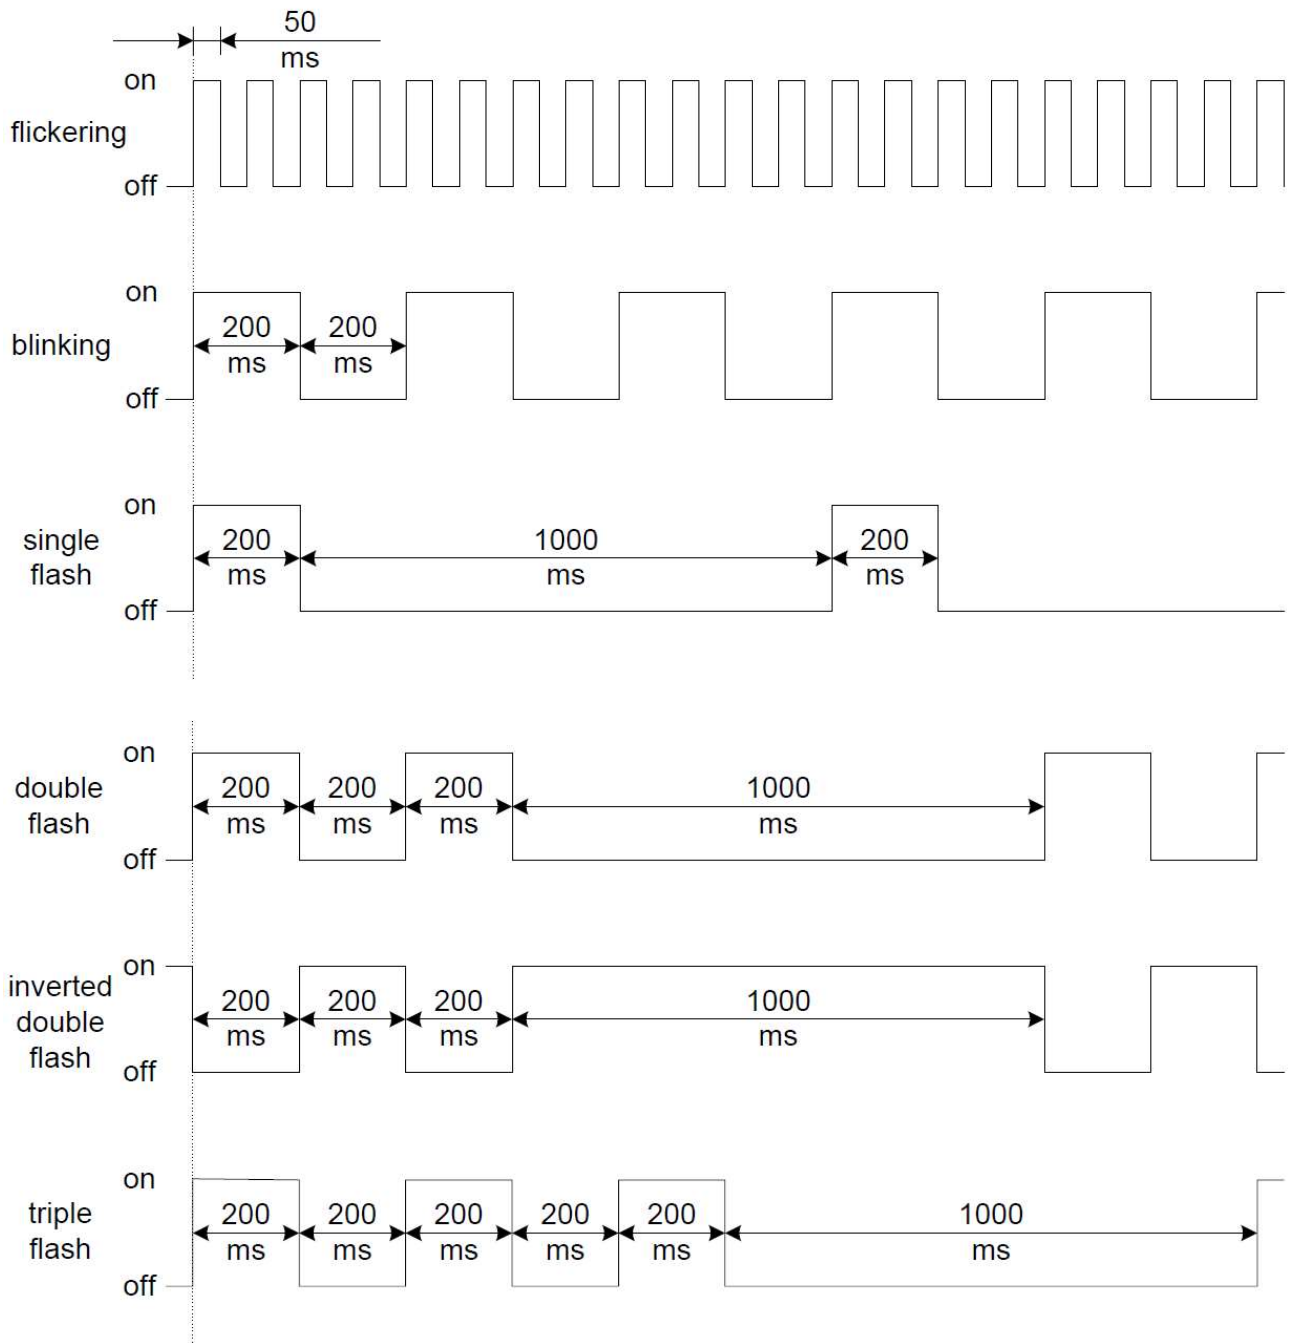 50
ms
on
flickering
off
on
200 200
blinking
ms ms
off
on
single
200 1000 200
flash
ms ms ms
off
on
double
200 200 200 1000
flash
ms ms ms ms
off
on
inverted
200 200 200 1000
double
ms ms ms ms
flash
off
on
triple
200 200 200 200 200 1000
flash
ms ms ms ms ms ms
off